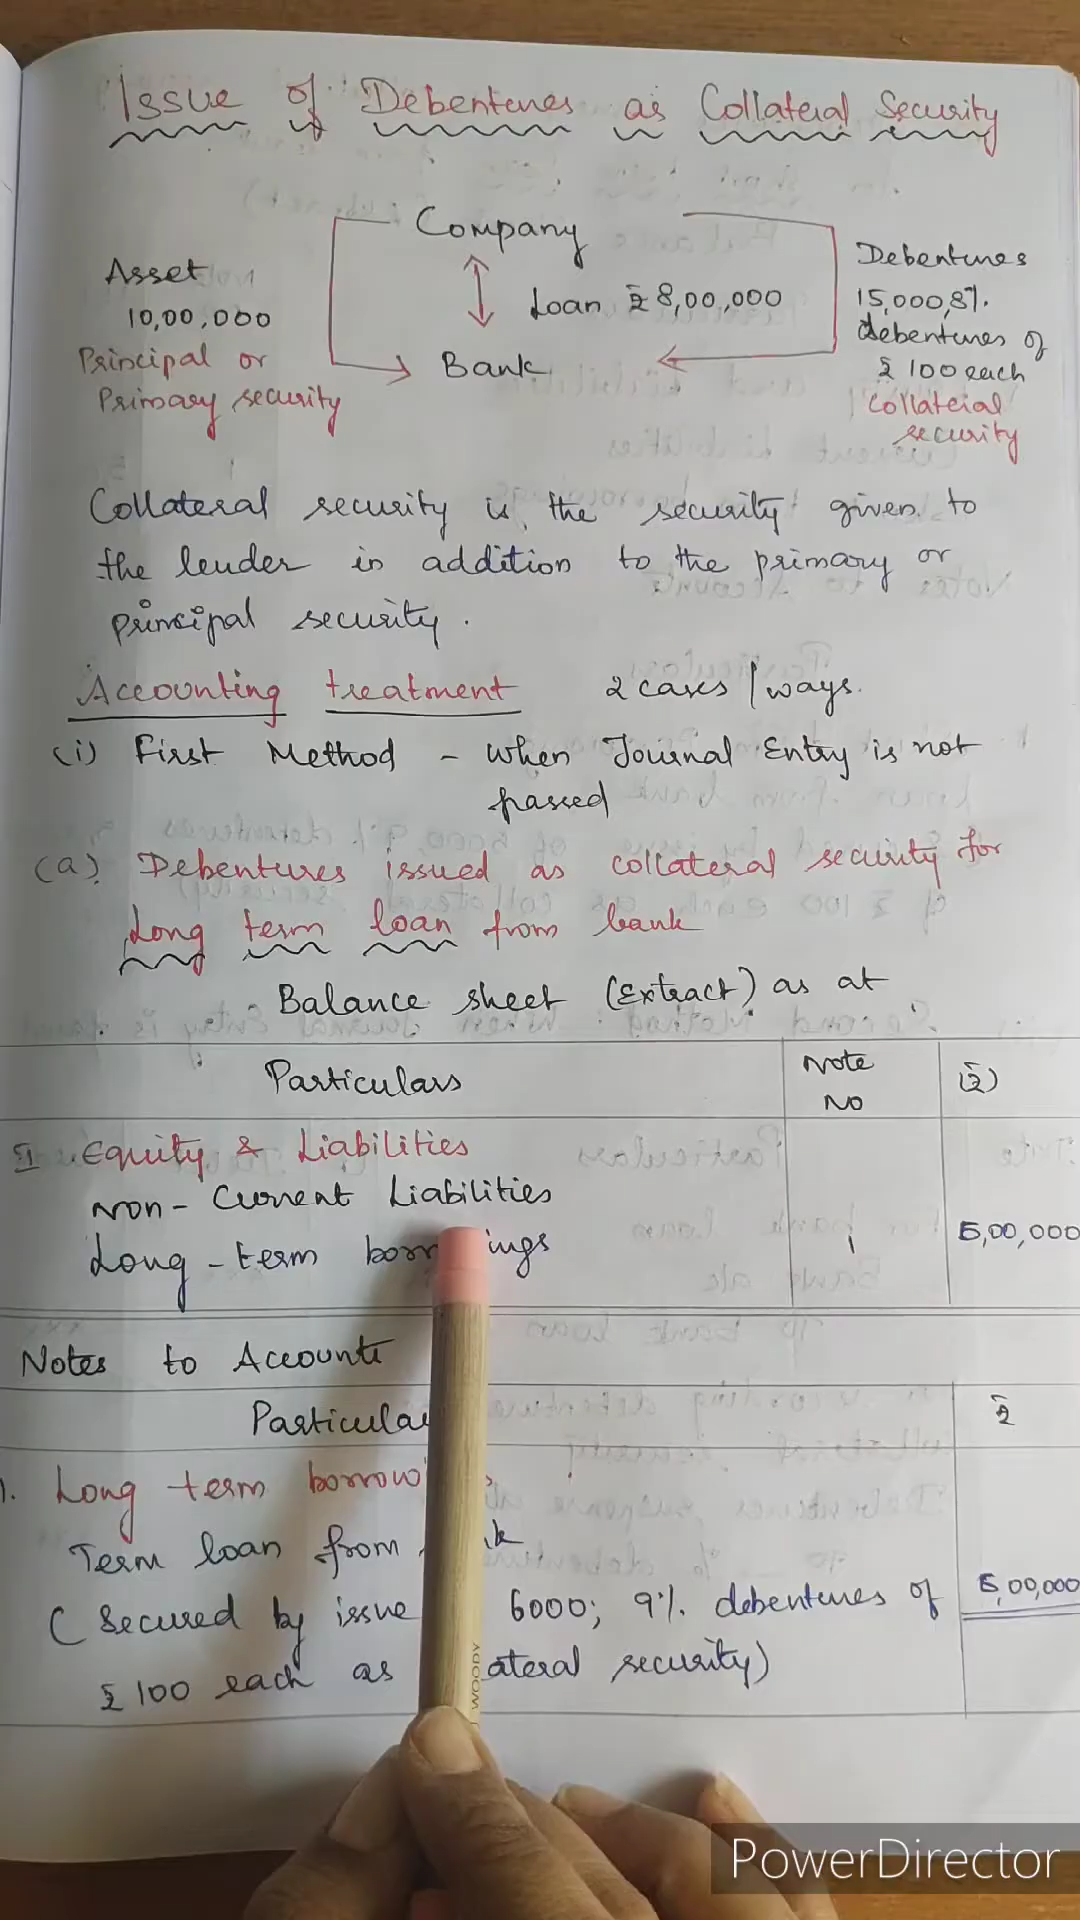 Issue of Debentures as Collateral Security
Company
Asset
10,00,000
Principal or
Primary security
Loan ₹ 8,00,000
Bank
Debentures
15,000, 8%
debentures of
₹ 100 each
Collateral
security
Collateral security is the security given to
the lender in addition to the primary or
principal security.
Accounting treatment 2 cases / ways.
(i) First Method - When Journal Entry is not
passed
(a) Debentures issued as collateral security for
Long term loan from bank
Balance sheet (Extract) as at
Particulars Note No (₹)
I Equity & Liabilities
Non-Current Liabilities
Long-term borr ings 1 5,00,000
Notes to Accounts
Particula ₹
1. Long term borrow s
Term loan from k
(Secured by issue 6000; 9% debentures of 5,00,000
₹ 100 each as ateral security)
WOODY
PowerDirector